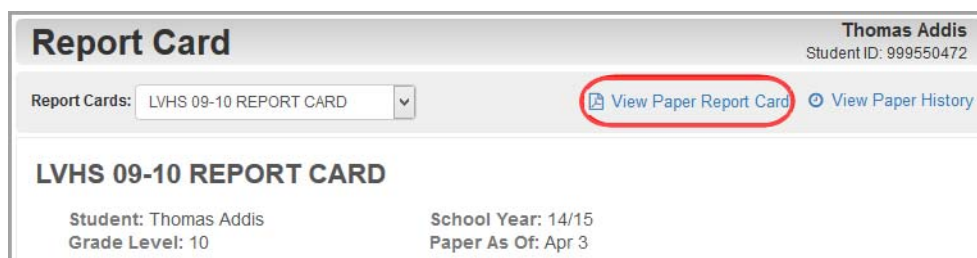 Report Card
Thomas Addis
Student ID: 999550472
Report Cards: LVHS 09-10 REPORT CARD View Paper Report Card View Paper History
LVHS 09-10 REPORT CARD
Student: Thomas Addis School Year: 14/15
Grade Level: 10 Paper As Of: Apr 3